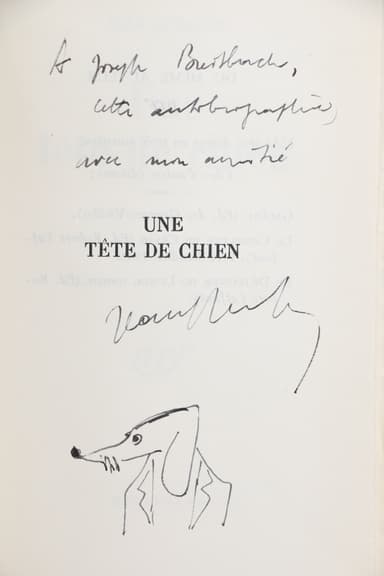 A Joseph Breitbach,
cette autobiographie,
avec mon amitié
UNE
TÊTE DE CHIEN